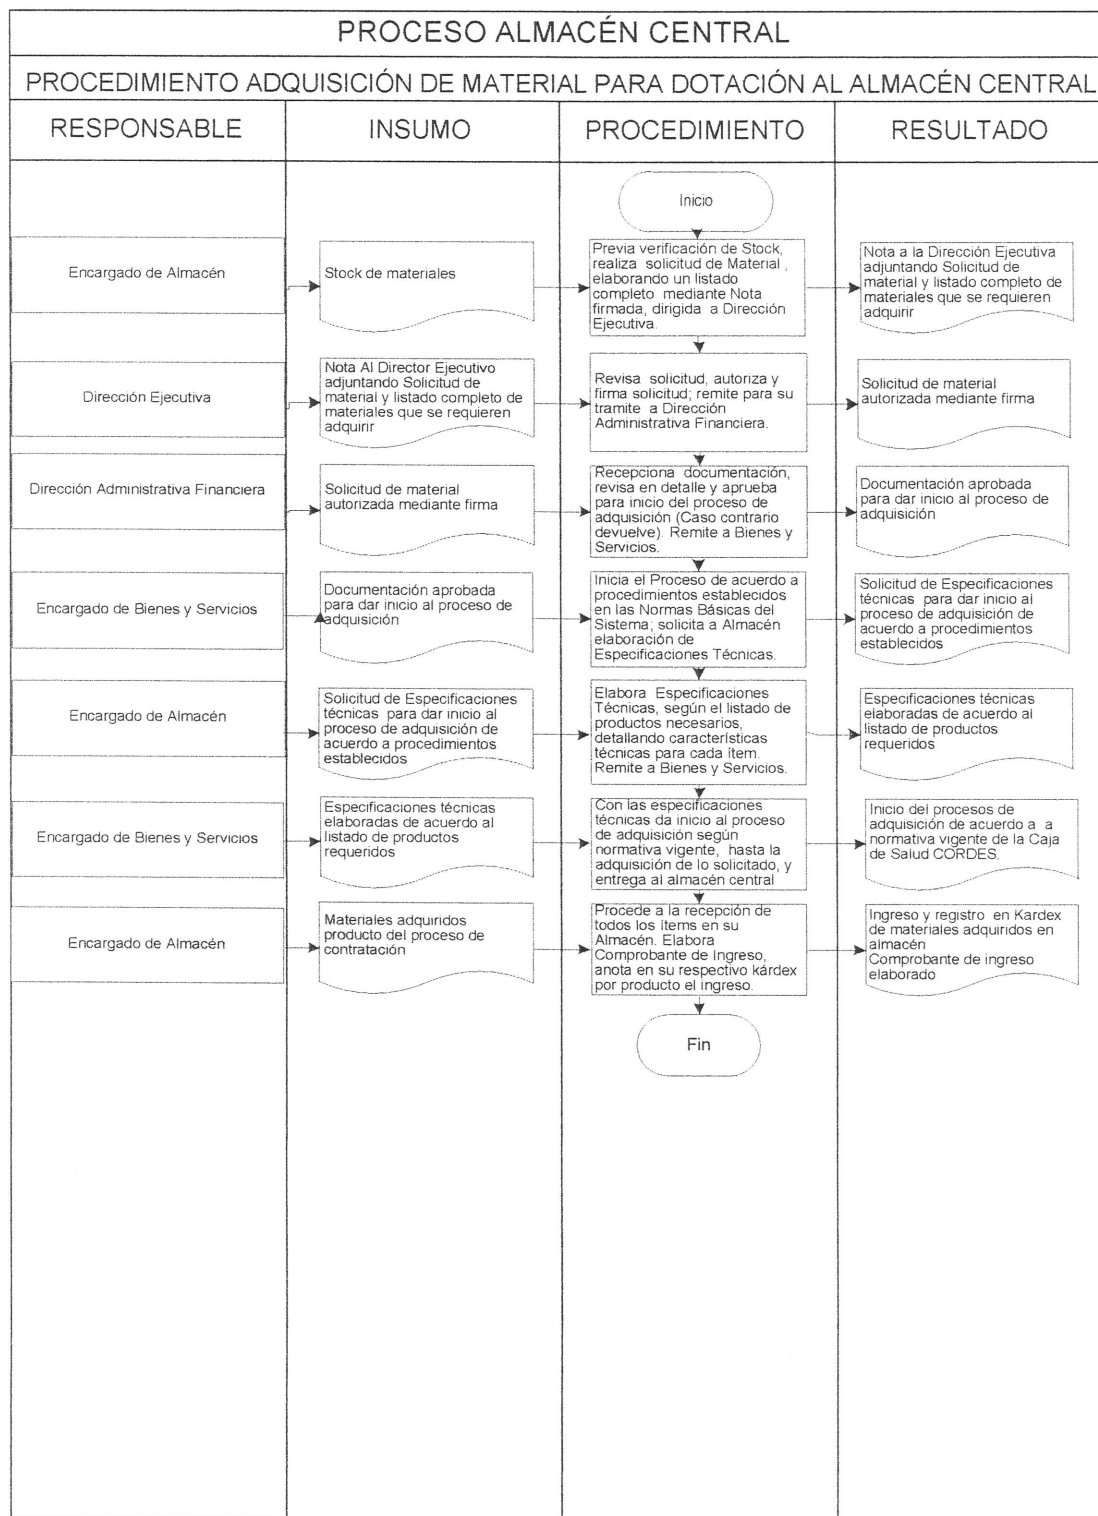 PROCESO ALMACÉN CENTRAL
PROCEDIMIENTO ADQUISICIÓN DE MATERIAL PARA DOTACIÓN AL ALMACÉN CENTRAL
RESPONSABLE
INSUMO
PROCEDIMIENTO
RESULTADO
Inicio
Encargado de Almacén
Stock de materiales
Previa verificación de Stock,
realiza solicitud de Material ,
elaborando un listado
completo mediante Nota
firmada, dirigida a Dirección
Ejecutiva.
Nota a la Dirección Ejecutiva
adjuntando Solicitud de
material y listado completo de
materiales que se requieren
adquirir
Dirección Ejecutiva
Nota Al Director Ejecutivo
adjuntando Solicitud de
material y listado completo de
materiales que se requieren
adquirir
Revisa solicitud, autoriza y
firma solicitud; remite para su
tramite a Dirección
Administrativa Financiera.
Solicitud de material
autorizada mediante firma
Dirección Administrativa Financiera
Solicitud de material
autorizada mediante firma
Recepciona documentación,
revisa en detalle y aprueba
para inicio del proceso de
adquisición (Caso contrario
devuelve). Remite a Bienes y
Servicios.
Documentación aprobada
para dar inicio al proceso de
adquisición
Encargado de Bienes y Servicios
Documentación aprobada
para dar inicio al proceso de
adquisición
Inicia el Proceso de acuerdo a
procedimientos establecidos
en las Normas Básicas del
Sistema; solicita a Almacén
elaboración de
Especificaciones Técnicas.
Solicitud de Especificaciones
técnicas para dar inicio al
proceso de adquisición de
acuerdo a procedimientos
establecidos
Encargado de Almacén
Solicitud de Especificaciones
técnicas para dar inicio al
proceso de adquisición de
acuerdo a procedimientos
establecidos
Elabora Especificaciones
Técnicas, según el listado de
productos necesarios,
detallando características
técnicas para cada ítem.
Remite a Bienes y Servicios.
Especificaciones técnicas
elaboradas de acuerdo al
listado de productos
requeridos
Encargado de Bienes y Servicios
Especificaciones técnicas
elaboradas de acuerdo al
listado de productos
requeridos
Con las especificaciones
técnicas da inicio al proceso
de adquisición según
normativa vigente, hasta la
adquisición de lo solicitado, y
entrega al almacén central
Inicio del procesos de
adquisición de acuerdo a a
normativa vigente de la Caja
de Salud CORDES.
Encargado de Almacén
Materiales adquiridos
producto del proceso de
contratación
Procede a la recepción de
todos los ítems en su
Almacén. Elabora
Comprobante de Ingreso,
anota en su respectivo kárdex
por producto el ingreso.
Ingreso y registro en Kardex
de materiales adquiridos en
almacén
Comprobante de ingreso
elaborado
Fin